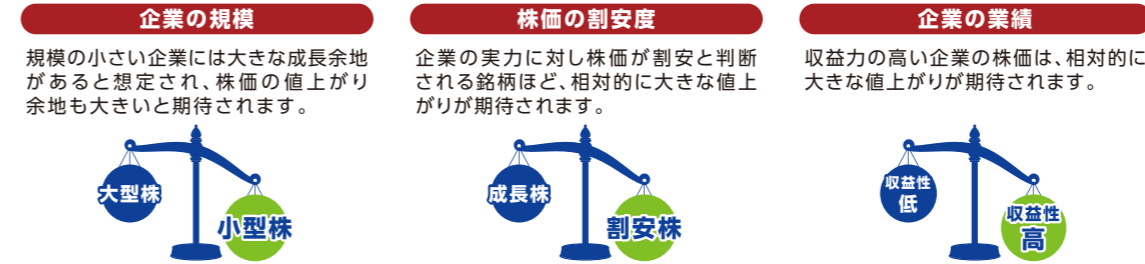 企業の規模
規模の小さい企業には大きな成長余地
があると想定され、株価の値上がり
余地も大きいと期待されます。
大型株
小型株
株価の割安度
企業の実力に対し株価が割安と判断
される銘柄ほど、相対的に大きな値上
がりが期待されます。
成長株
割安株
企業の業績
収益力の高い企業の株価は、相対的に
大きな値上がりが期待されます。
収益性
低
収益性
高